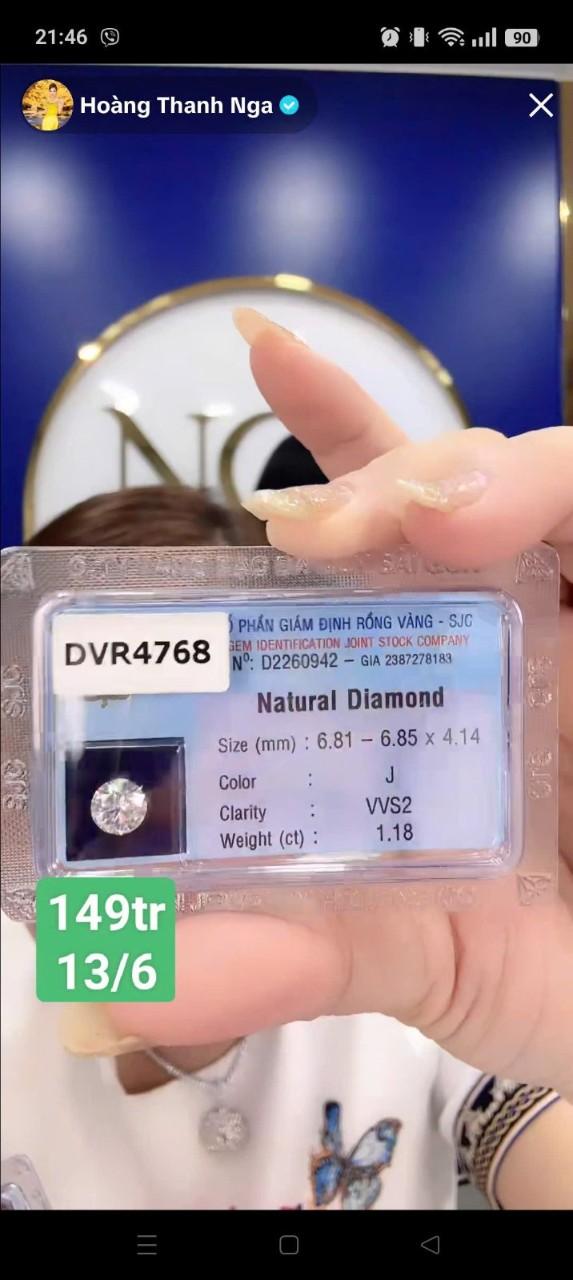 21:46
90
Hoàng Thanh Nga
N
DVR4768
PHẦN GIÁM ĐỊNH RỒNG VÀNG - SJC
GEM IDENTIFICATION JOINT STOCK COMPANY
Nº: D2260942 – GIA 2387278183
Natural Diamond
Size (mm) : 6.81 – 6.85 x 4.14
Color : J
Clarity : VVS2
Weight (ct) : 1.18
SJC
149tr
13/6